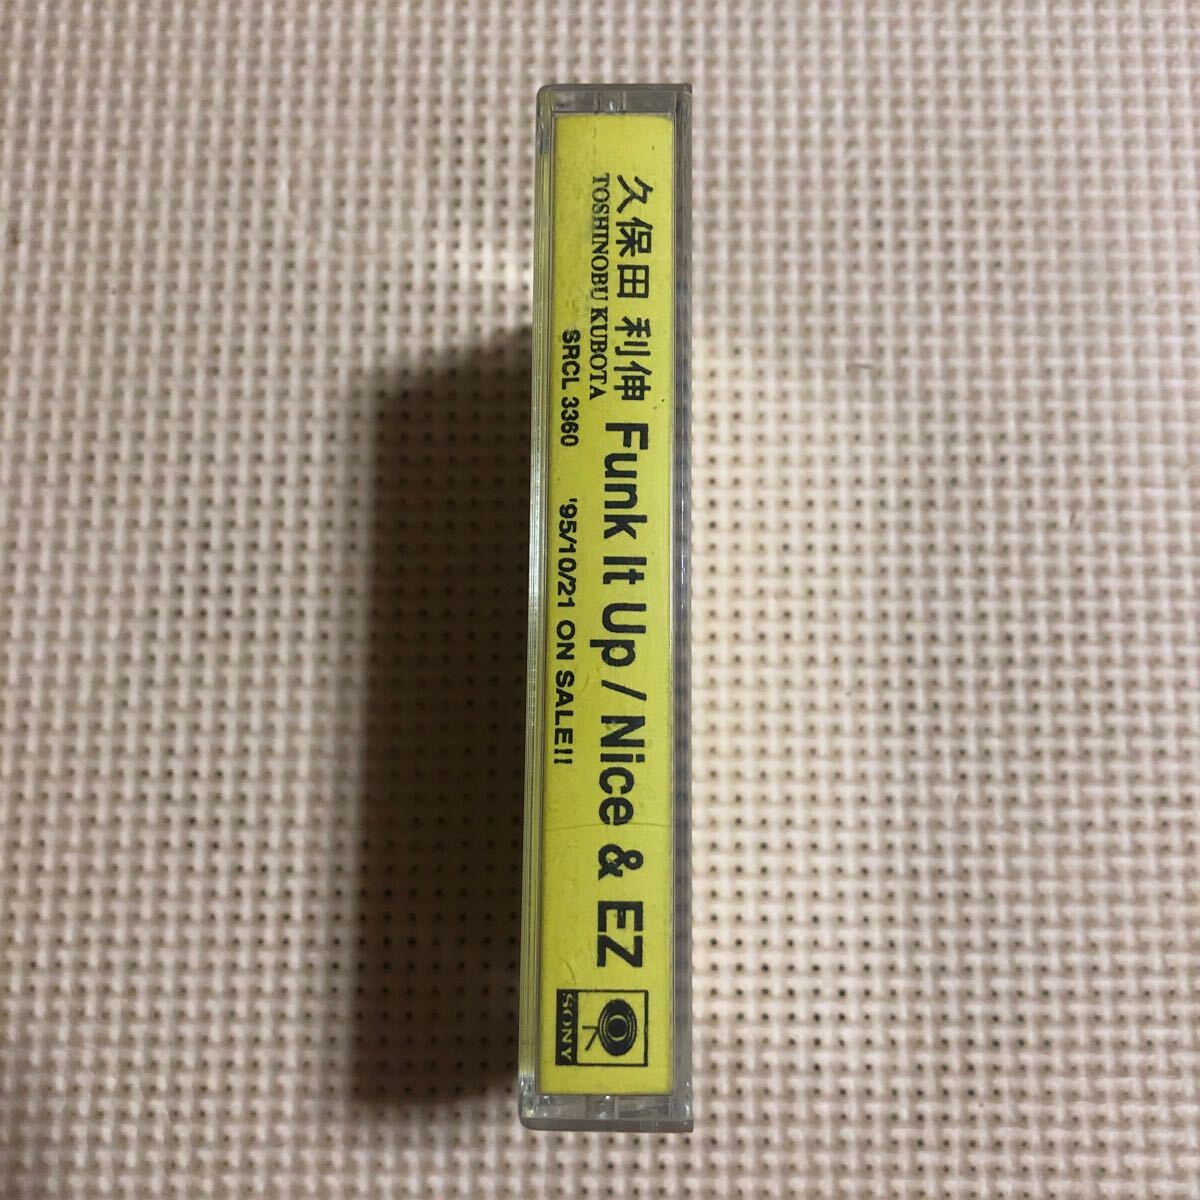 久保田 利伸 Funk It Up / Nice & EZ
TOSHINOBU KUBOTA
SRCL 3360 '95/10/21 ON SALE!!
SONY